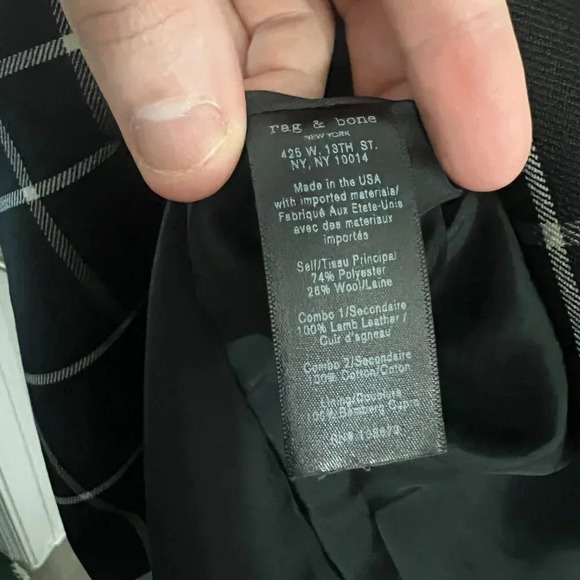 rag & bone
NEW YORK
425 W. 13TH ST.
NY, NY 10014
Made in the USA
with imported materials/
Fabriqué Aux Etats-Unis
avec des materiaux
importés
Self/Tissu Principal
74% Polyester
26% Wool/Laine
Combo 1/Secondaire
100% Lamb Leather /
Cuir d'agneau
Combo 2/Secondaire
100% Cotton/Coton
Lining/Doublure
100% Bemberg Cupro
RN#